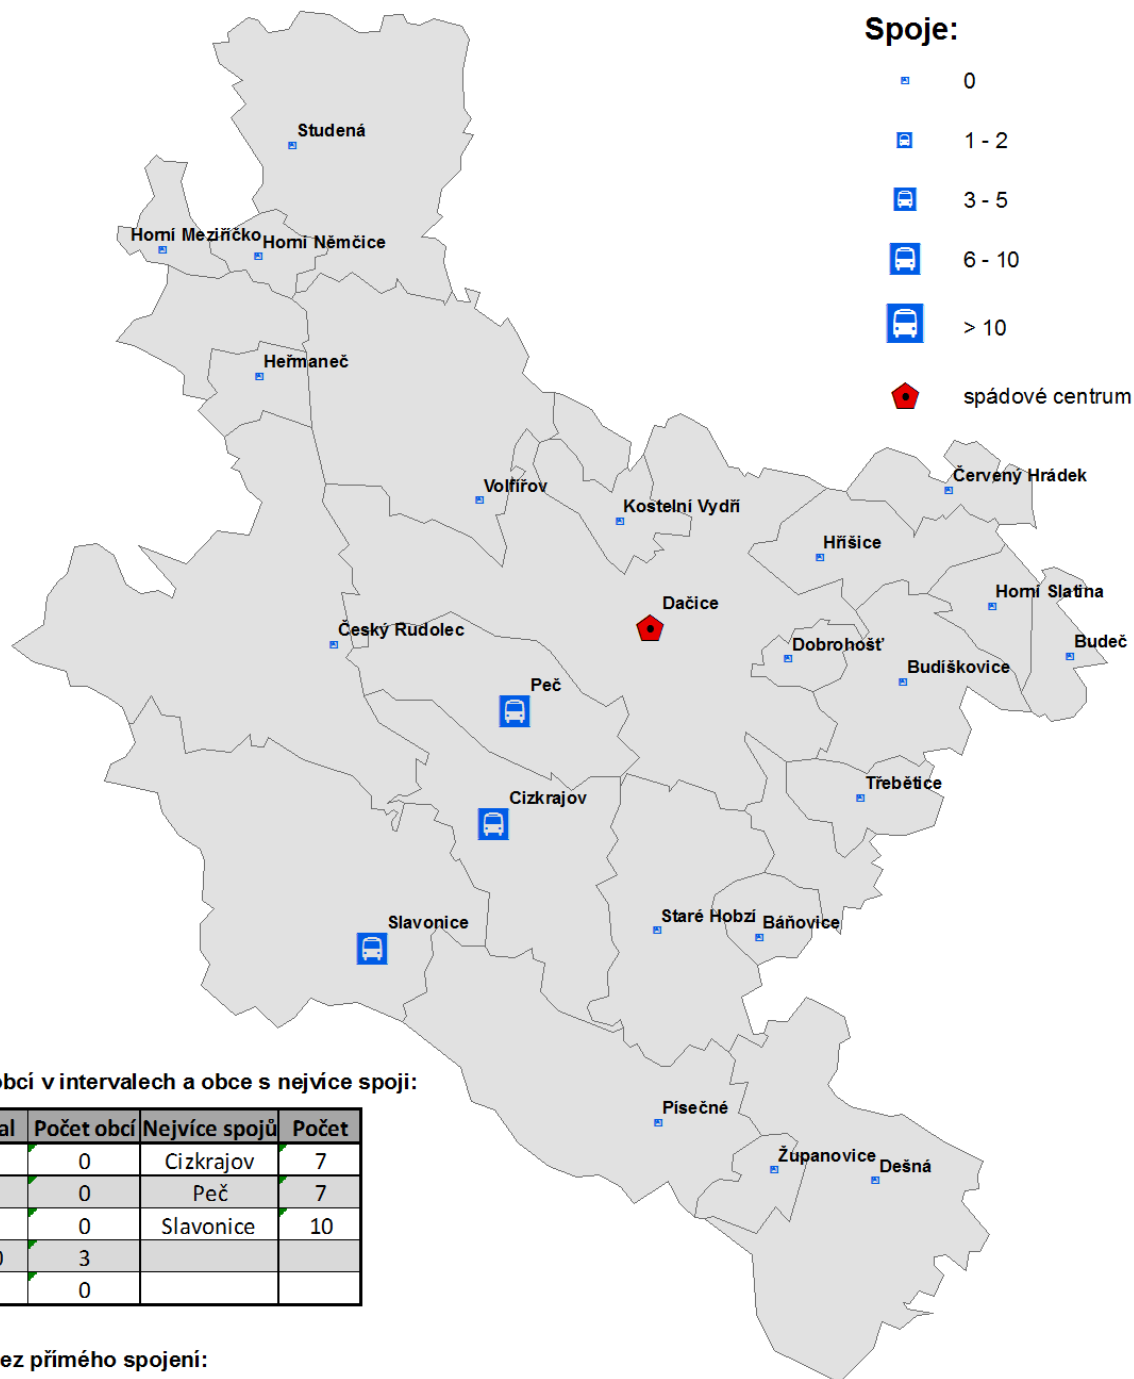 Spoje:
0
1 - 2
3 - 5
6 - 10
> 10
spádové centrum
Studená
Horní Meziříčko
Horni Němčice
Heřmaneč
Volfířov
Kostelní Vydří
Červený Hrádek
Hříšice
Horní Slatina
Dačice
Český Rudolec
Dobrohošť
Budeč
Budíškovice
Peč
Třebětice
Cizkrajov
Staré Hobzí
Báňovice
Slavonice
Písečné
Županovice
Dešná
obcí v intervalech a obce s nejvíce spoji:
al Počet obcí Nejvíce spojů Počet
0 Cizkrajov 7
0 Peč 7
0 Slavonice 10
0 3
0
ez přímého spojení: